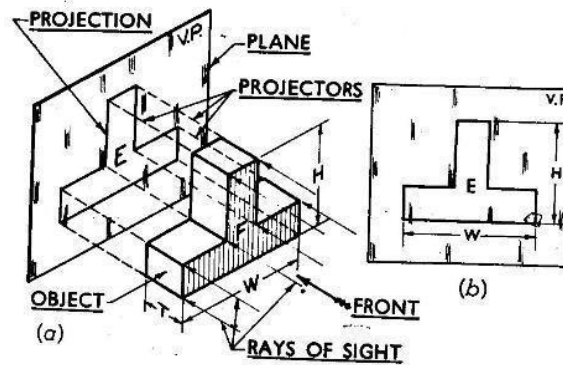 PROJECTION
V.P.
PLANE
PROJECTORS
E
H
F
W
T
OBJECT
FRONT
RAYS OF SIGHT
(a)
V.P.
H
E
W
(b)